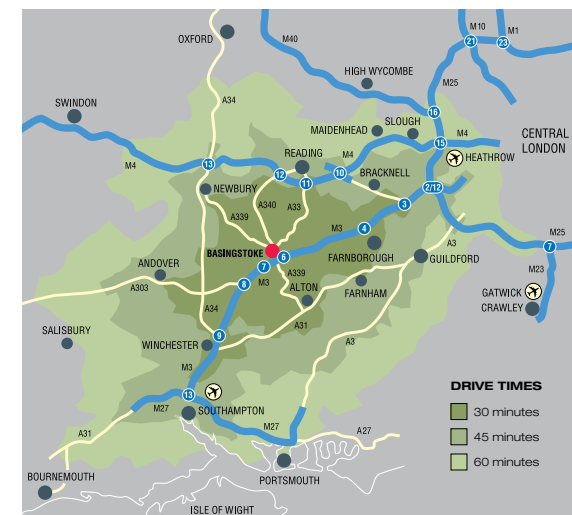 M10
M1
OXFORD
M40
21
23
HIGH WYCOMBE
M25
SWINDON
A34
16
SLOUGH
MAIDENHEAD
CENTRAL
LONDON
15
M4
READING
M4
HEATHROW
M4
13
12
11
10
BRACKNELL
NEWBURY
2/12
A340
A33
3
A339
M3
4
A3
M25
BASINGSTOKE
6
7
FARNBOROUGH
GUILDFORD
7
ANDOVER
M3
A339
M23
A303
8
ALTON
FARNHAM
GATWICK
CRAWLEY
A34
A31
SALISBURY
WINCHESTER
9
A3
M3
DRIVE TIMES
30 minutes
45 minutes
60 minutes
13
M27
SOUTHAMPTON
M27
A27
A31
BOURNEMOUTH
PORTSMOUTH
ISLE OF WIGHT